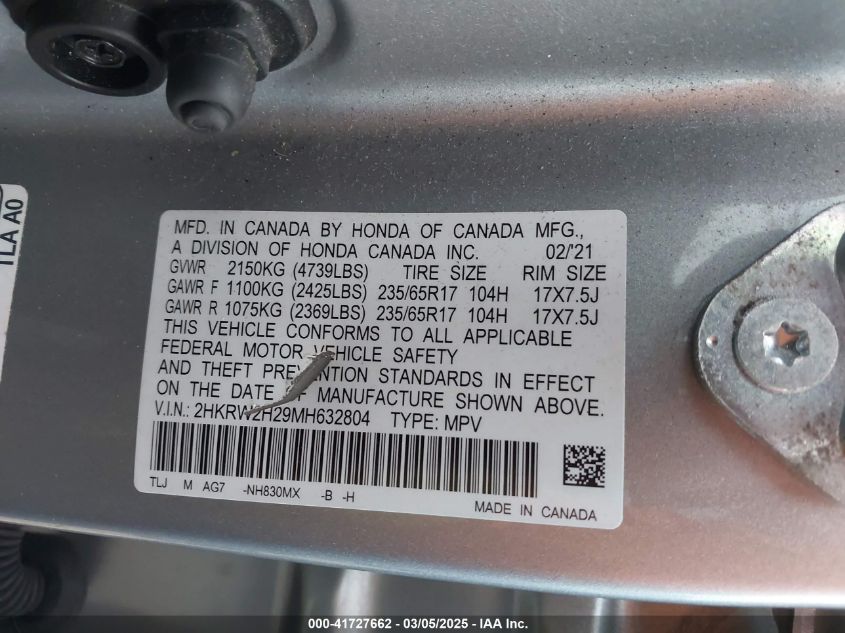 TLA A0
MFD. IN CANADA BY HONDA OF CANADA MFG.,
A DIVISION OF HONDA CANADA INC. 02/'21
GVWR 2150KG (4739LBS) TIRE SIZE RIM SIZE
GAWR F 1100KG (2425LBS) 235/65R17 104H 17X7.5J
GAWR R 1075KG (2369LBS) 235/65R17 104H 17X7.5J
THIS VEHICLE CONFORMS TO ALL APPLICABLE
FEDERAL MOTOR VEHICLE SAFETY
AND THEFT PREVENTION STANDARDS IN EFFECT
ON THE DATE OF MANUFACTURE SHOWN ABOVE.
V.I.N.: 2HKRW2H29MH632804 TYPE: MPV
TLJ M AG7 -NH830MX -B -H
MADE IN CANADA
000-41727662 — 03/05/2025 — IAA Inc.